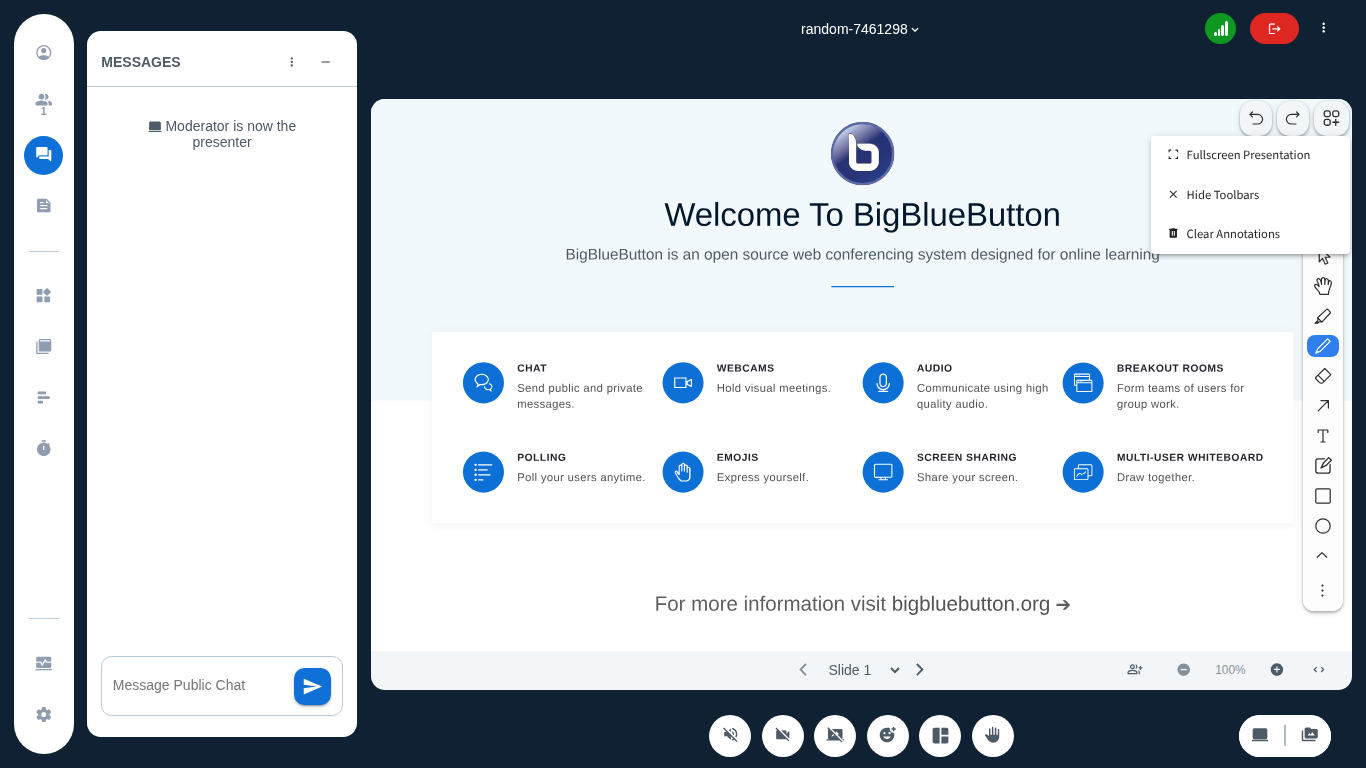 random-7461298
MESSAGES
1
Moderator is now the
presenter
Fullscreen Presentation
Hide Toolbars
Clear Annotations
Welcome To BigBlueButton
BigBlueButton is an open source web conferencing system designed for online learning
CHAT
Send public and private
messages.
WEBCAMS
Hold visual meetings.
AUDIO
Communicate using high
quality audio.
BREAKOUT ROOMS
Form teams of users for
group work.
POLLING
Poll your users anytime.
EMOJIS
Express yourself.
SCREEN SHARING
Share your screen.
MULTI-USER WHITEBOARD
Draw together.
For more information visit bigbluebutton.org ➔
Slide 1
100%
Message Public Chat